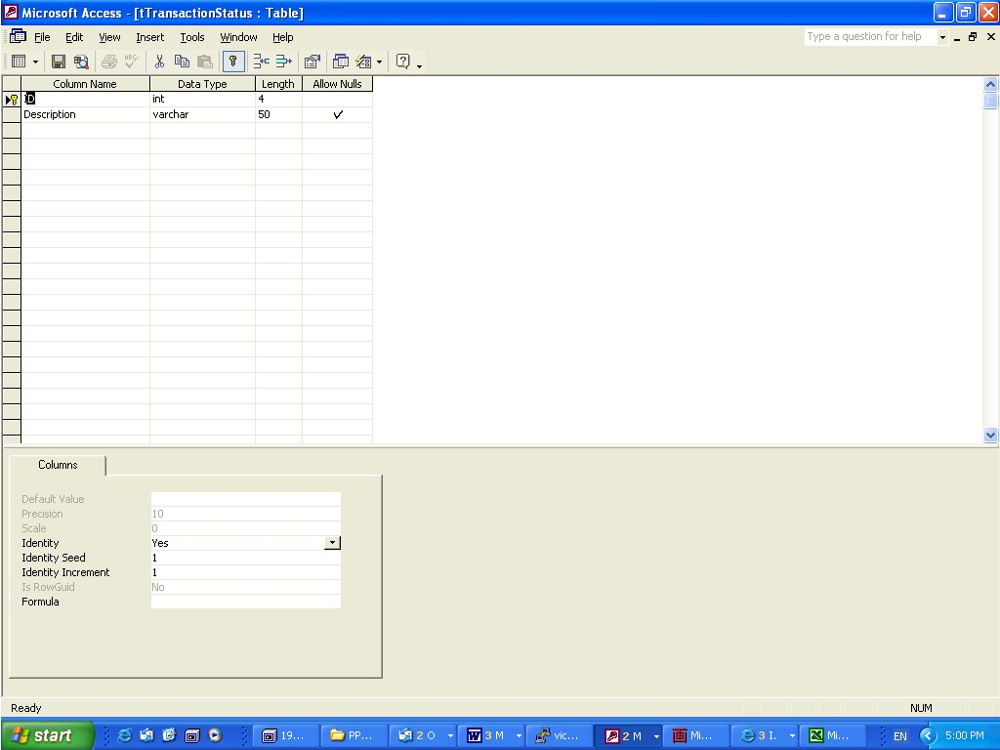 Microsoft Access - [tTransactionStatus : Table]
File Edit View Insert Tools Window Help Type a question for help
Column Name Data Type Length Allow Nulls
ID int 4
Description varchar 50
Columns
Default Value
Precision 10
Scale 0
Identity Yes
Identity Seed 1
Identity Increment 1
Is RowGuid No
Formula
Ready NUM
start 19... PP... 2 O 3 M vic... 2 M Mi... 3 I. Mi... EN 5:00 PM